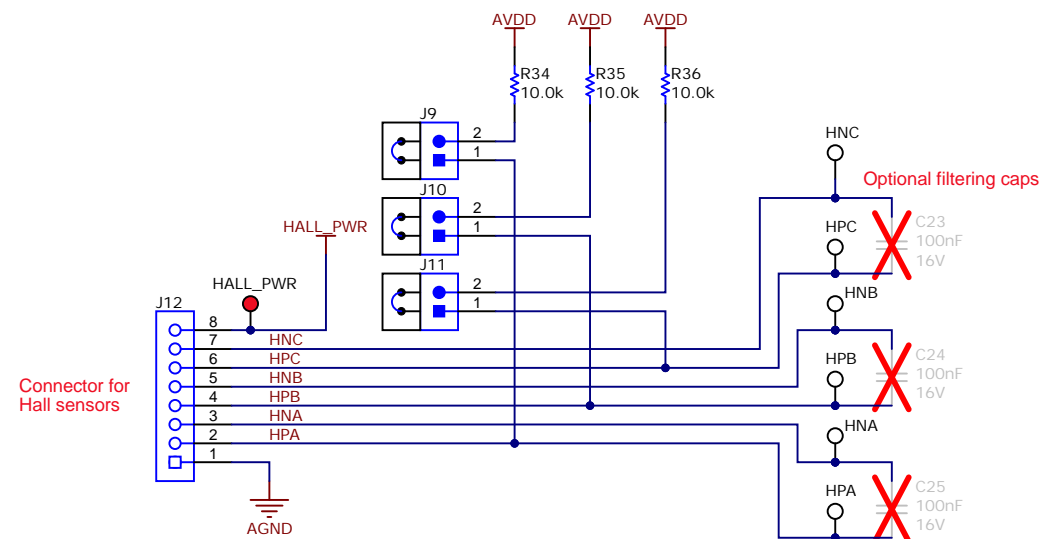 AVDD AVDD AVDD
R34
10.0k
R35
10.0k
R36
10.0k
J9
2
1
J10
2
1
J11
2
1
HALL_PWR
HALL_PWR
J12
8
7
6
5
4
3
2
1
HNC
HPC
HNB
HPB
HNA
HPA
Connector for
Hall sensors
AGND
HNC
Optional filtering caps
HPC
C23
100nF
16V
HNB
HPB
C24
100nF
16V
HNA
HPA
C25
100nF
16V